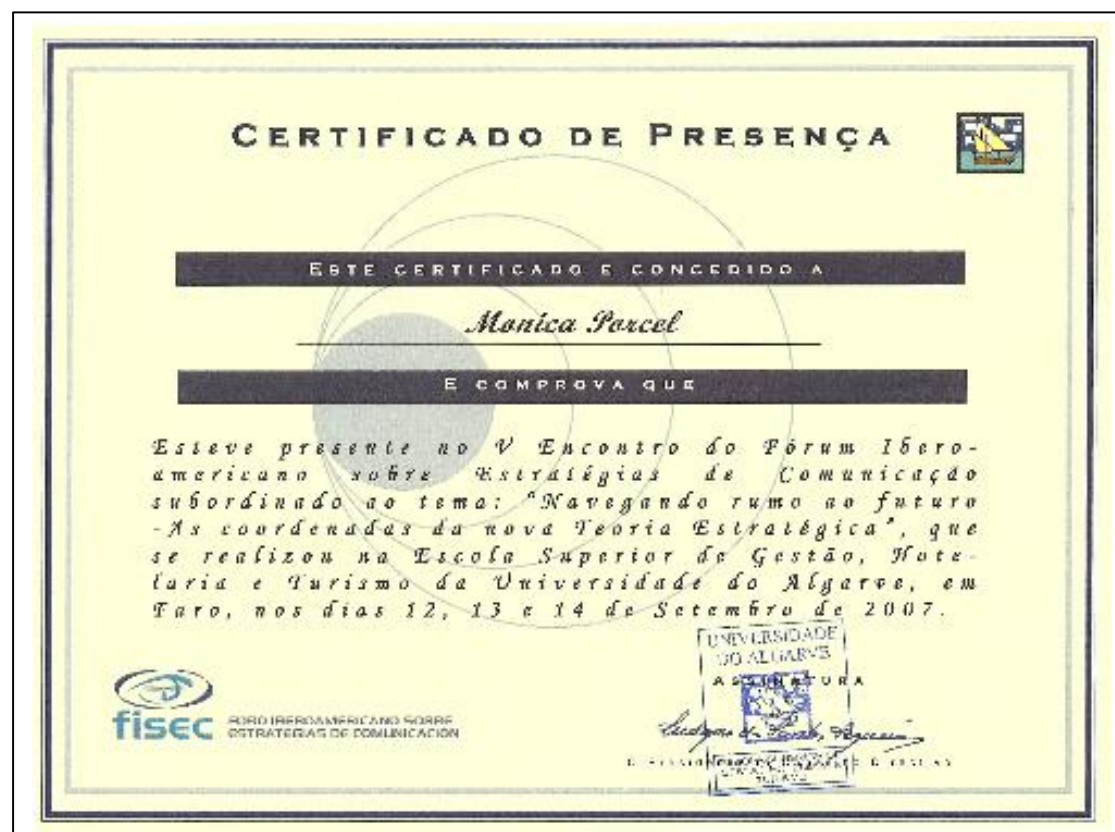 CERTIFICADO DE PRESENÇA
ESTE CERTIFICADO E CONCEDIDO A
Monica Porcel
E COMPROVA QUE
Esteve presente no V Encontro do Fórum Ibero-
americano sobre Estratégias de Comunicação
subordinado ao tema: "Navegando rumo ao futuro
-As coordenadas da nova Teoria Estratégica", que
se realizou na Escola Superior de Gestão, Hote-
laria e Turismo da Universidade do Algarve, em
Faro, nos dias 12, 13 e 14 de Setembro de 2007.
UNIVERSIDADE
DO ALGARVE
ASSINATURA
fisec
FORO IBEROAMERICANO SOBRE
ESTRATEGIAS DE COMUNICACIÓN